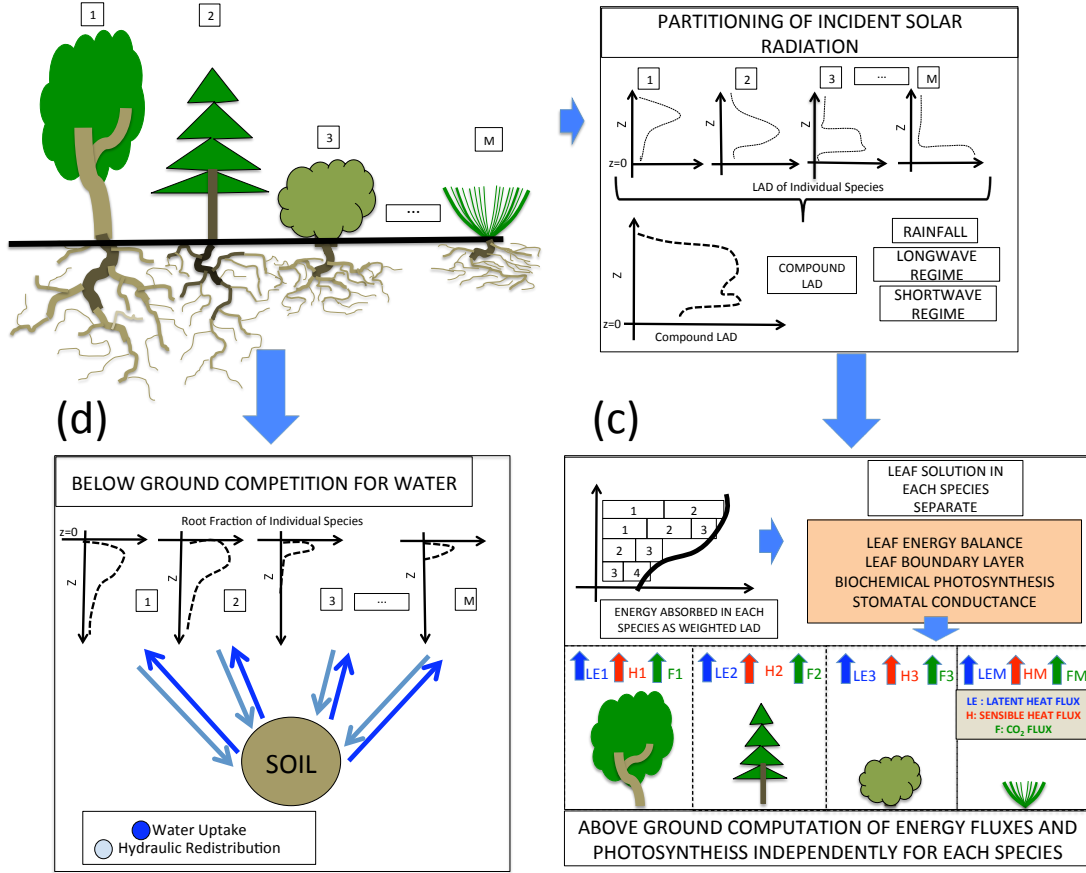 1
2
3
...
M
PARTITIONING OF INCIDENT SOLAR
RADIATION
1
2
3
...
M
Z
Z
Z
Z
z=0
LAD of Individual Species
Z
z=0
Compound LAD
COMPOUND
LAD
RAINFALL
LONGWAVE
REGIME
SHORTWAVE
REGIME
(d)
BELOW GROUND COMPETITION FOR WATER
Root Fraction of Individual Species
z=0
Z
Z
Z
Z
1
2
3
...
M
SOIL
Water Uptake
Hydraulic Redistribution
(c)
1 2
1 2 3
2 3
3 4
ENERGY ABSORBED IN EACH
SPECIES AS WEIGHTED LAD
LEAF SOLUTION IN
EACH SPECIES
SEPARATE
LEAF ENERGY BALANCE
LEAF BOUNDARY LAYER
BIOCHEMICAL PHOTOSYNTHESIS
STOMATAL CONDUCTANCE
LE1 H1 F1
LE2 H2 F2
LE3 H3 F3
LEM HM FM
LE : LATENT HEAT FLUX
H: SENSIBLE HEAT FLUX
F: CO₂ FLUX
ABOVE GROUND COMPUTATION OF ENERGY FLUXES AND
PHOTOSYNTHEISS INDEPENDENTLY FOR EACH SPECIES